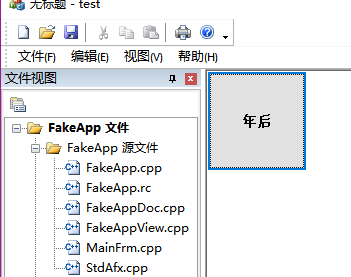 无标题 - test
文件(F) 编辑(E) 视图(V) 帮助(H)
文件视图
FakeApp 文件
FakeApp 源文件
FakeApp.cpp
FakeApp.rc
FakeAppDoc.cpp
FakeAppView.cpp
MainFrm.cpp
StdAfx.cpp
年后